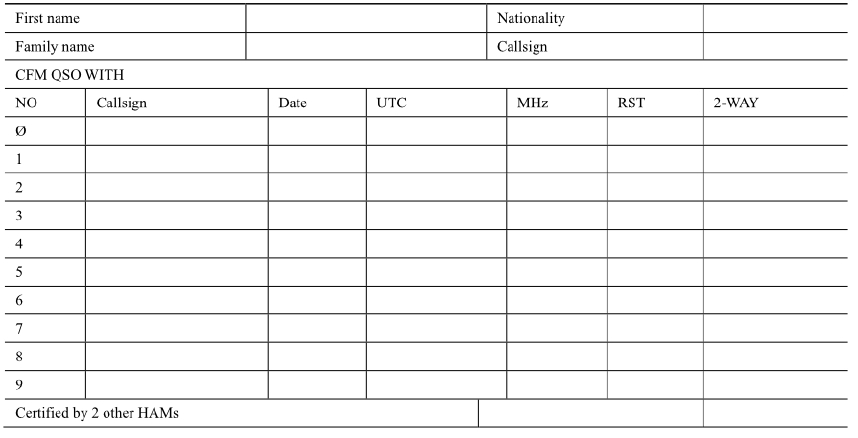 First name Nationality
Family name Callsign
CFM QSO WITH
NO Callsign Date UTC MHz RST 2-WAY
Ø
1
2
3
4
5
6
7
8
9
Certified by 2 other HAMs